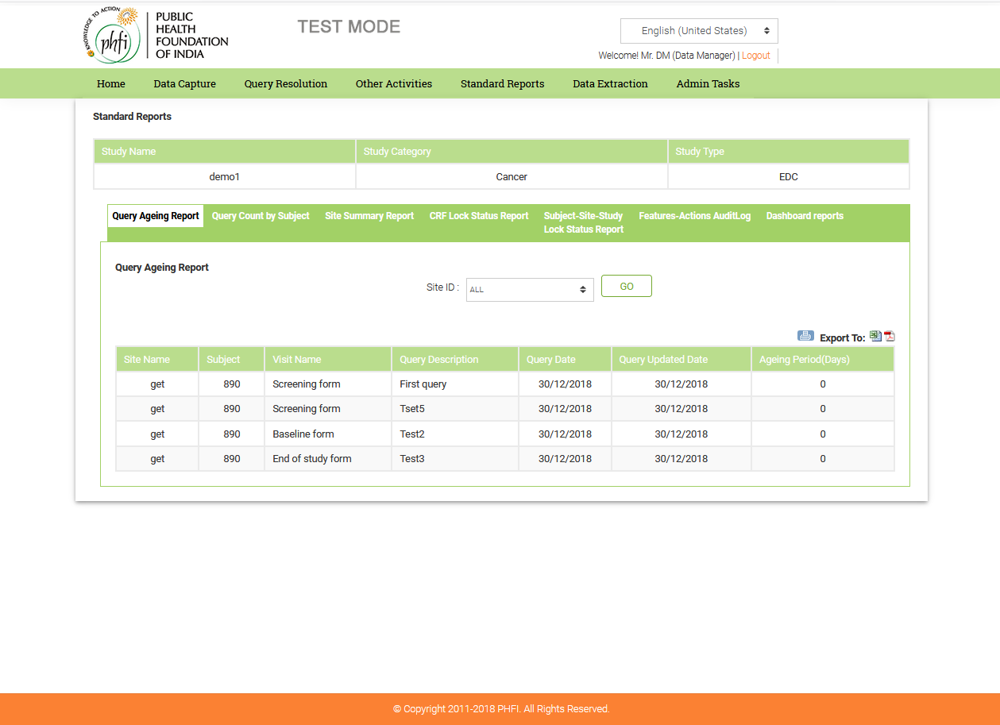 KNOWLEDGE TO ACTION
phfi
PUBLIC
HEALTH
FOUNDATION
OF INDIA
TEST MODE
English (United States)
Welcome! Mr. DM (Data Manager) | Logout
Home Data Capture Query Resolution Other Activities Standard Reports Data Extraction Admin Tasks
Standard Reports
Study Name Study Category Study Type
demo1 Cancer EDC
Query Ageing Report Query Count by Subject Site Summary Report CRF Lock Status Report Subject-Site-Study Features-Actions AuditLog Dashboard reports
Lock Status Report
Query Ageing Report
Site ID : ALL GO
Export To:
Site Name Subject Visit Name Query Description Query Date Query Updated Date Ageing Period(Days)
get 890 Screening form First query 30/12/2018 30/12/2018 0
get 890 Screening form Tset5 30/12/2018 30/12/2018 0
get 890 Baseline form Test2 30/12/2018 30/12/2018 0
get 890 End of study form Test3 30/12/2018 30/12/2018 0
© Copyright 2011-2018 PHFI. All Rights Reserved.